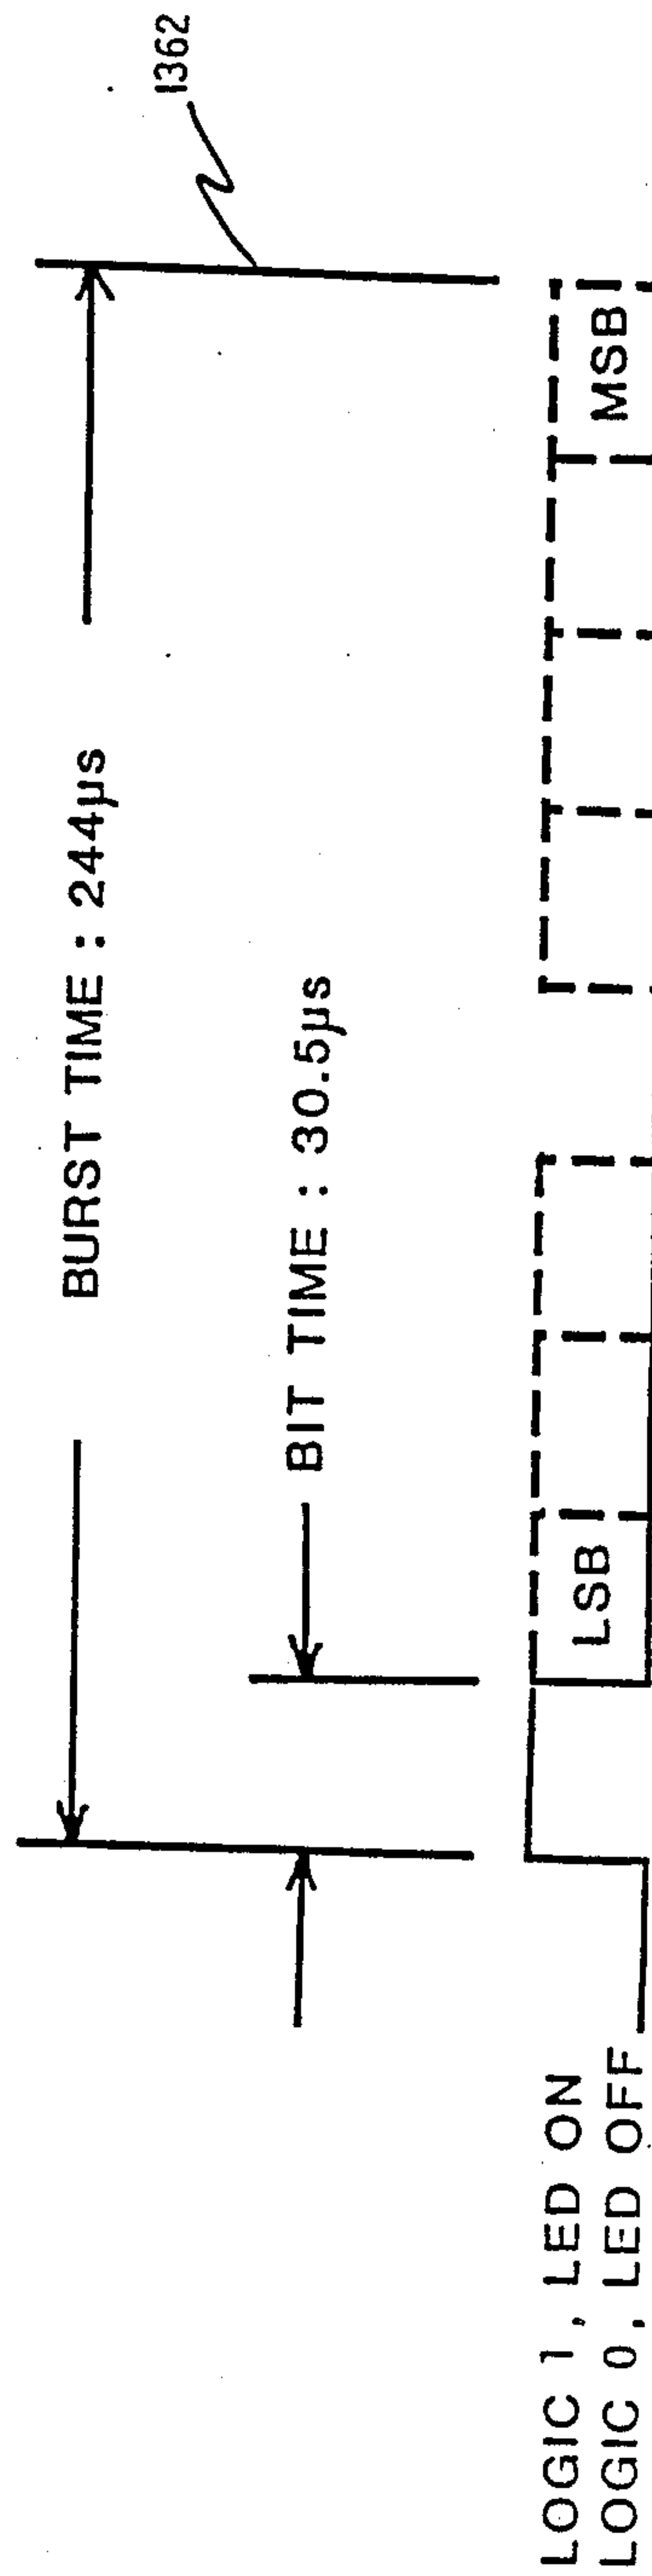 1362
BURST TIME : 244µs
BIT TIME : 30.5µs
LSB
MSB
LOGIC 1, LED ON
LOGIC 0, LED OFF